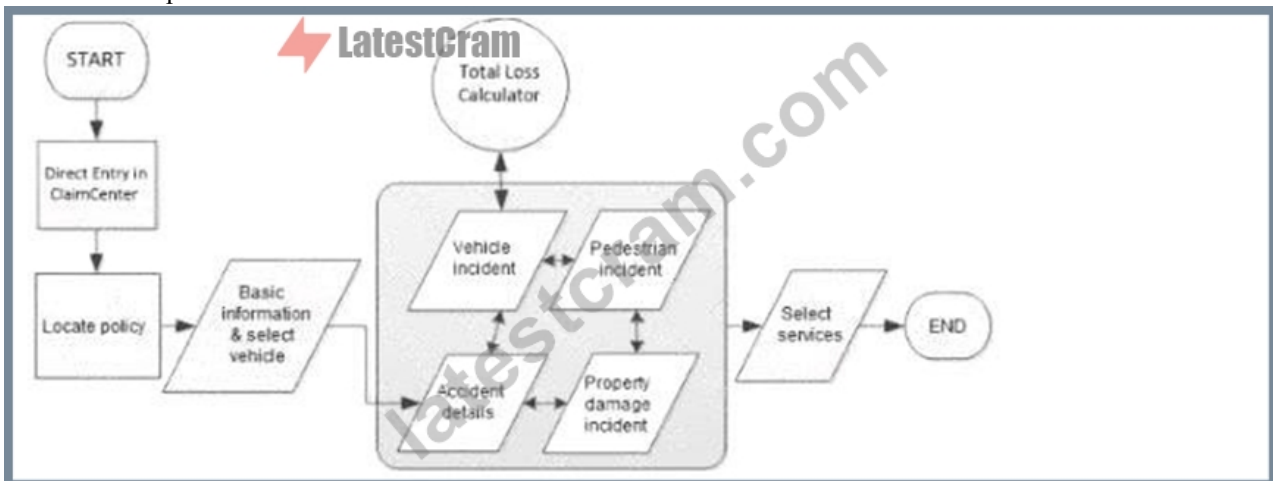 START
LatestCram
Total Loss
Calculator
Direct Entry in
ClaimCenter
Vehicle
incident
Pedestrian
incident
Locate policy
Basic
information
& select
vehicle
Select
services
END
Accident
details
Property
damage
incident
latestcram.com